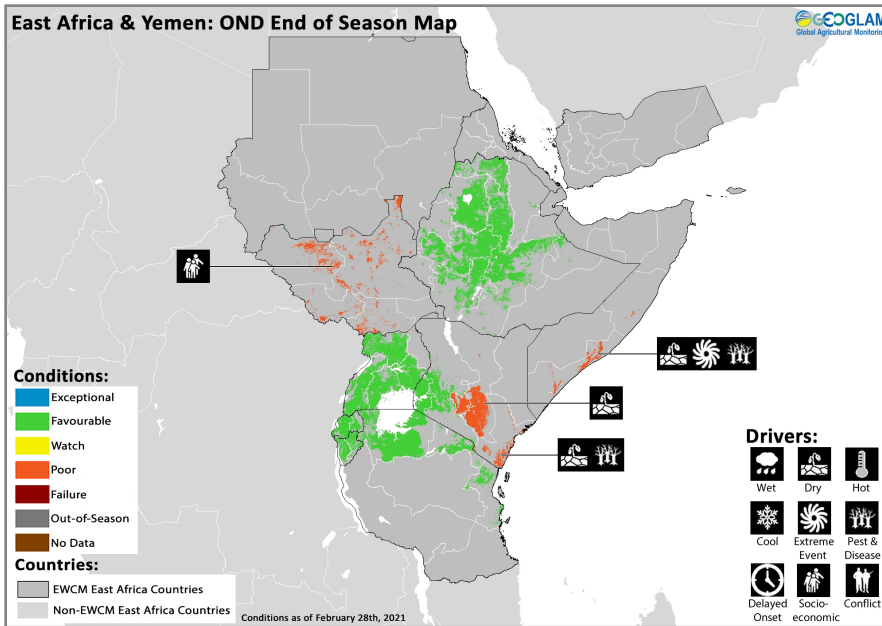 East Africa & Yemen: OND End of Season Map
GEOGLAM
Global Agricultural Monitoring
Conditions:
Exceptional
Favourable
Watch
Poor
Failure
Out-of-Season
No Data
Countries:
EWCM East Africa Countries
Non-EWCM East Africa Countries
Conditions as of February 28th, 2021
Drivers:
Wet
Dry
Hot
Cool
Extreme
Event
Pest &
Disease
Delayed
Onset
Socio-
economic
Conflict